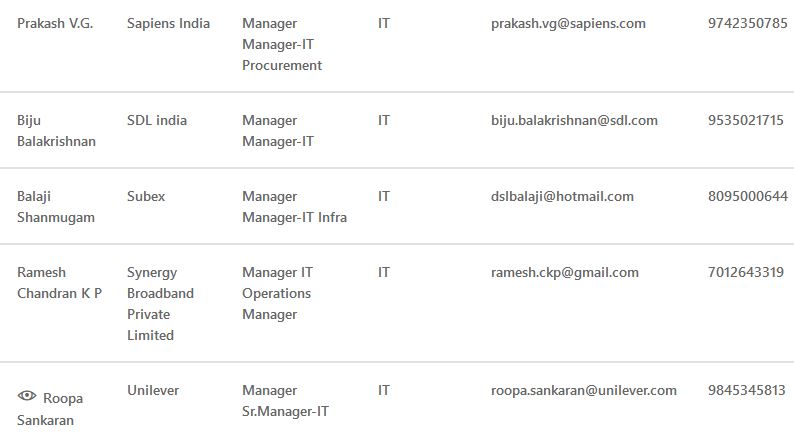 Prakash V.G. Sapiens India Manager IT prakash.vg@sapiens.com 9742350785
Manager-IT
Procurement
Biju SDL india Manager IT biju.balakrishnan@sdl.com 9535021715
Balakrishnan Manager-IT
Balaji Subex Manager IT dslbalaji@hotmail.com 8095000644
Shanmugam Manager-IT Infra
Ramesh Synergy Manager IT IT ramesh.ckp@gmail.com 7012643319
Chandran K P Broadband Operations
Private Manager
Limited
Unilever Manager IT roopa.sankaran@unilever.com 9845345813
Roopa
Sankaran Sr.Manager-IT